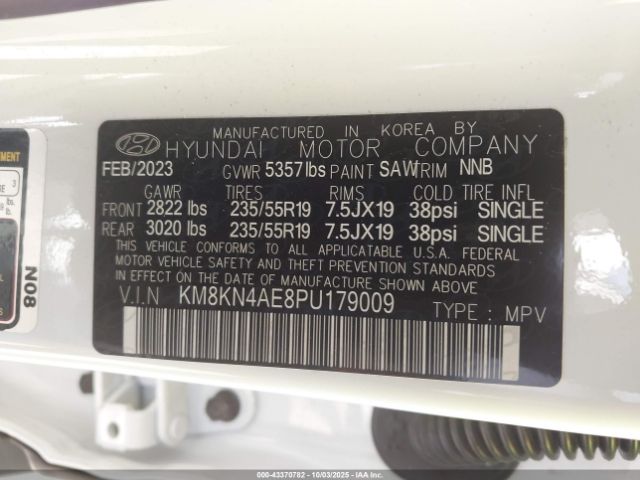 MANUFACTURED IN KOREA BY
HYUNDAI MOTOR COMPANY
FEB/2023 GVWR 5357lbs PAINT SAW TRIM NNB
GAWR TIRES RIMS COLD TIRE INFL
FRONT 2822 lbs 235/55R19 7.5JX19 38psi SINGLE
REAR 3020 lbs 235/55R19 7.5JX19 38psi SINGLE
THIS VEHICLE CONFORMS TO ALL APPLICABLE U.S.A. FEDERAL
MOTOR VEHICLE SAFETY AND THEFT PREVENTION STANDARDS
IN EFFECT ON THE DATE OF MANUFACTURE SHOWN ABOVE
V.I.N KM8KN4AE8PU179009
TYPE : MPV
3
N08
000-43370782 - 10/03/2025 - IAA